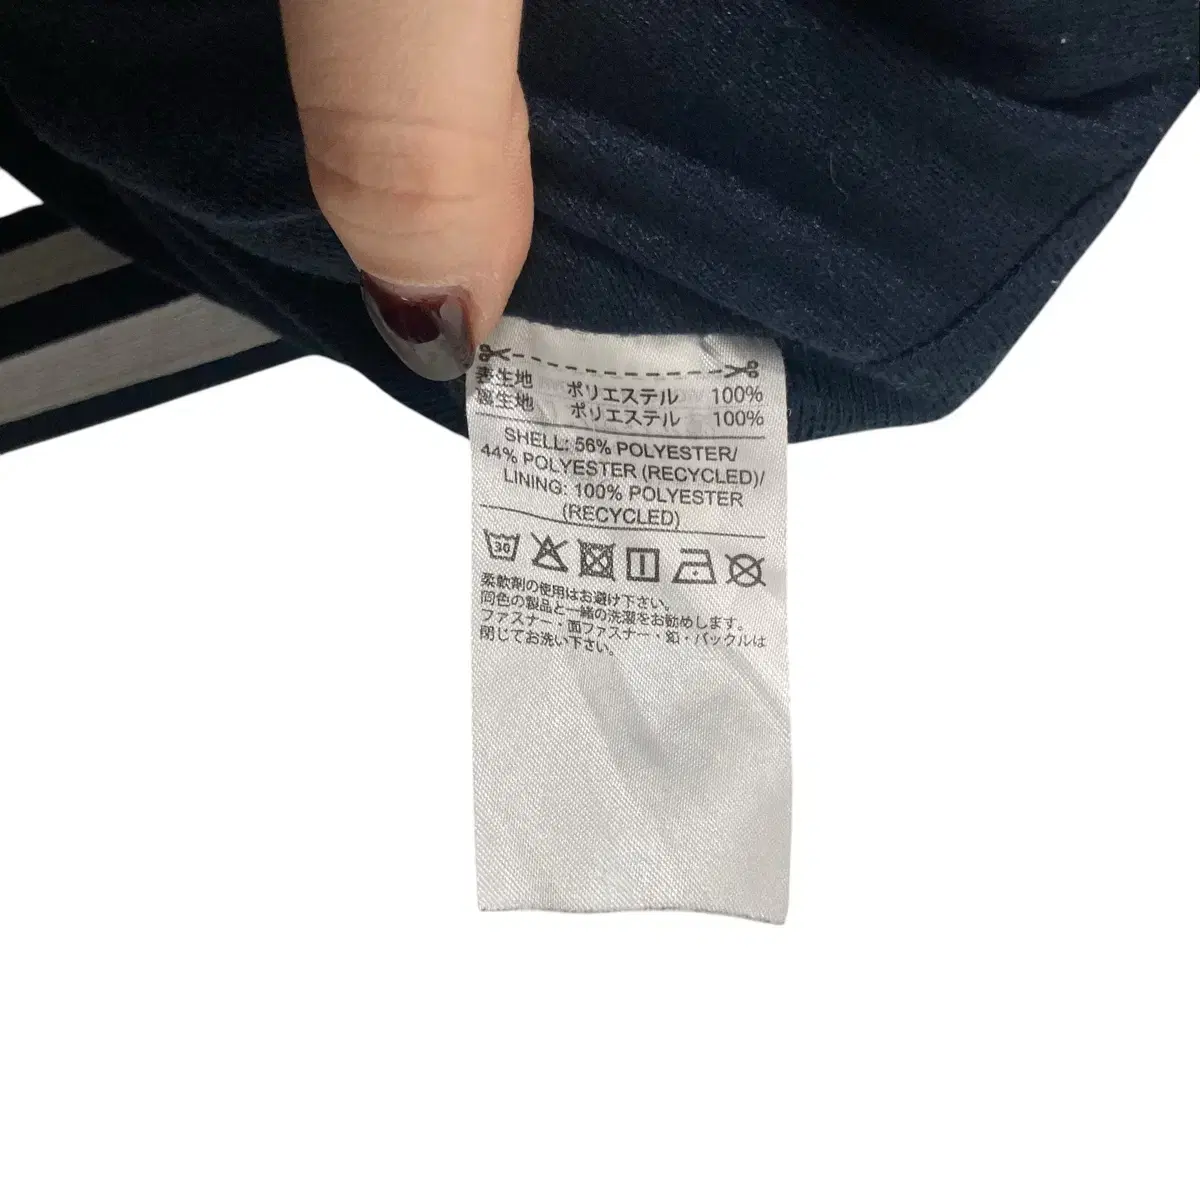 表生地 ポリエステル 100%
裏生地 ポリエステル 100%
SHELL: 56% POLYESTER/
44% POLYESTER (RECYCLED)/
LINING: 100% POLYESTER
(RECYCLED)
30
柔軟剤の使用はお避け下さい。
同色の製品と一緒の洗濯をお勧めします。
ファスナー・面ファスナー・釦・バックルは
閉じてお洗い下さい。